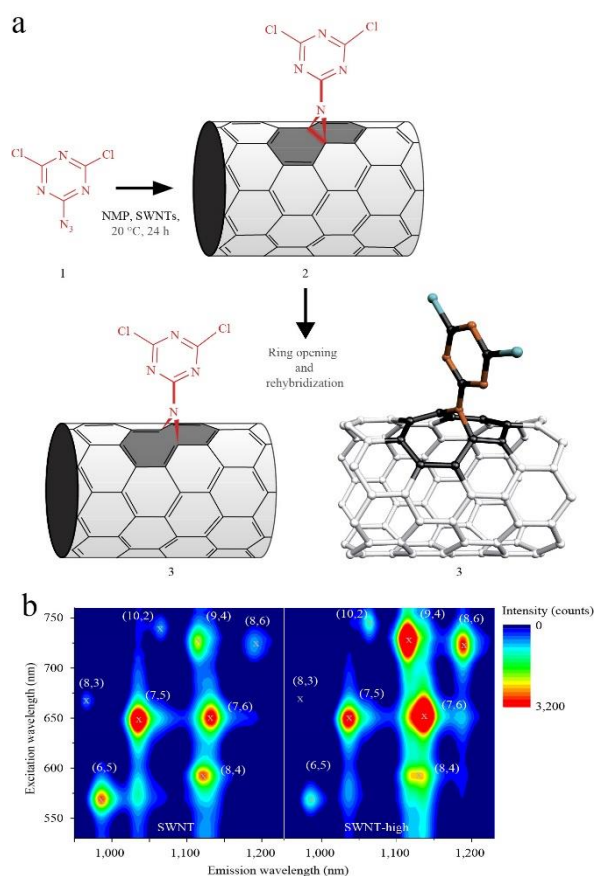 a
Cl
Cl
N
N
N
N
Cl
N
Cl
N
N
N₃
1
NMP, SWNTs,
20 °C, 24 h
2
Ring opening
and
rehybridization
Cl
N
Cl
N
N
N
3
3
b
Excitation wavelength (nm)
750
700
650
600
550
(10,2)
(9,4)
(8,6)
(8,3)
(7,5)
(7,6)
(6,5)
(8,4)
SWNT
(10,2)
(9,4)
(8,6)
(8,3)
(7,5)
(7,6)
(6,5)
(8,4)
SWNT-high
Intensity (counts)
0
3,200
1,000
1,100
1,200
1,000
1,100
1,200
Emission wavelength (nm)